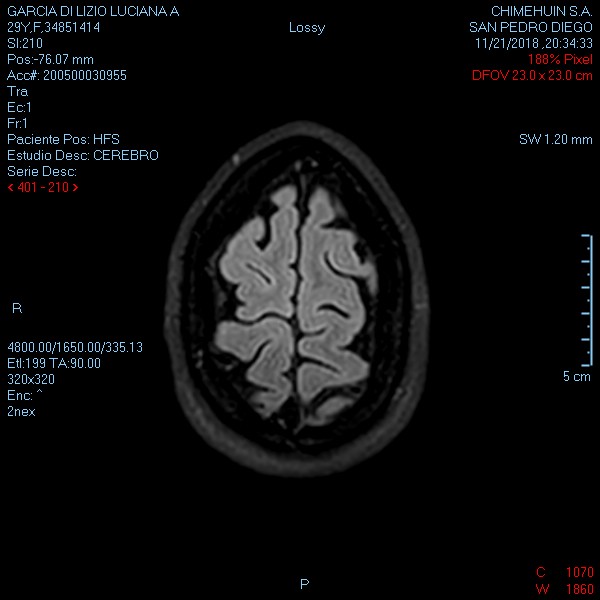 GARCIA DI LIZIO LUCIANA A
29Y,F,34851414
Sl:210
Pos:-76.07 mm
Acc#: 200500030955
Tra
Ec:1
Fr:1
Paciente Pos: HFS
Estudio Desc: CEREBRO
Serie Desc:
< 401 - 210 >
Lossy
CHIMEHUIN S.A.
SAN PEDRO DIEGO
11/21/2018 ,20:34:33
188% Pixel
DFOV 23.0 x 23.0 cm
SW 1.20 mm
R
4800.00/1650.00/335.13
Etl:199 TA:90.00
320x320
Enc: ^
2nex
5 cm
P
C 1070
W 1860